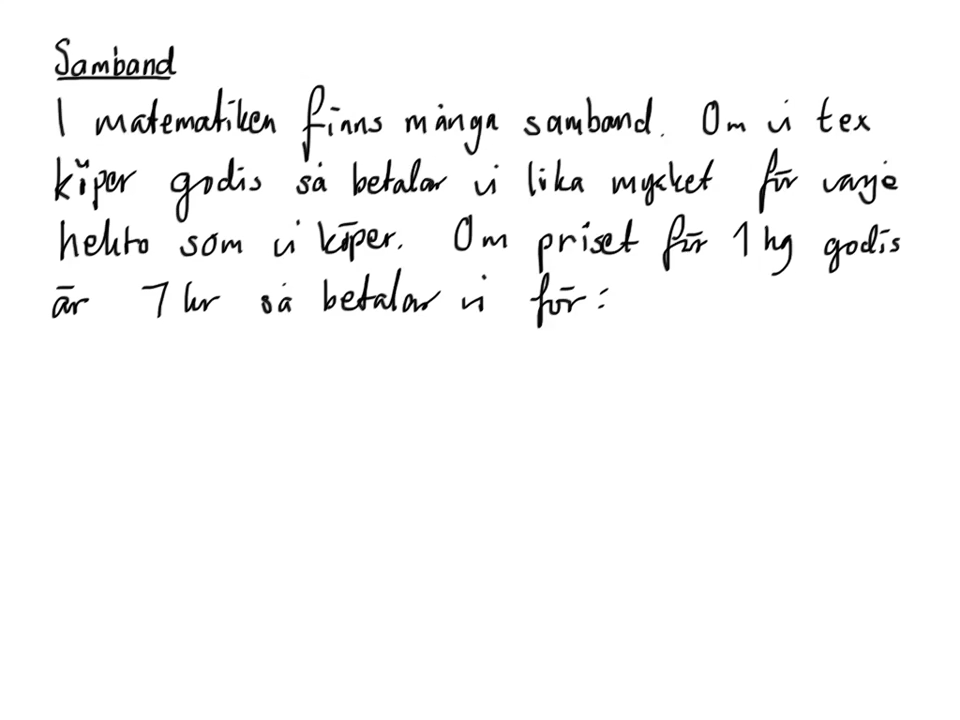 Samband
I matematiken finns många samband. Om vi tex
köper godis så betalar vi lika mycket för varje
hekto som vi köper. Om priset för 1 hg godis
är 7 kr så betalar vi för: